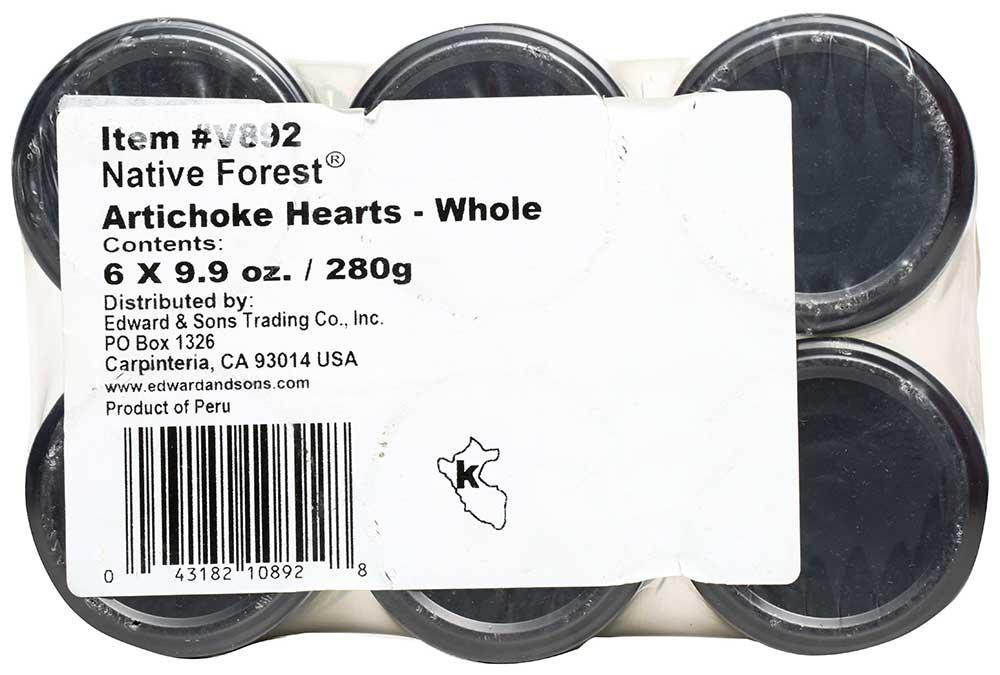 Item #V892
Native Forest®
Artichoke Hearts - Whole
Contents:
6 X 9.9 oz. / 280g
Distributed by:
Edward & Sons Trading Co., Inc.
PO Box 1326
Carpinteria, CA 93014 USA
www.edwardandsons.com
Product of Peru
k
0 43182 10892 8